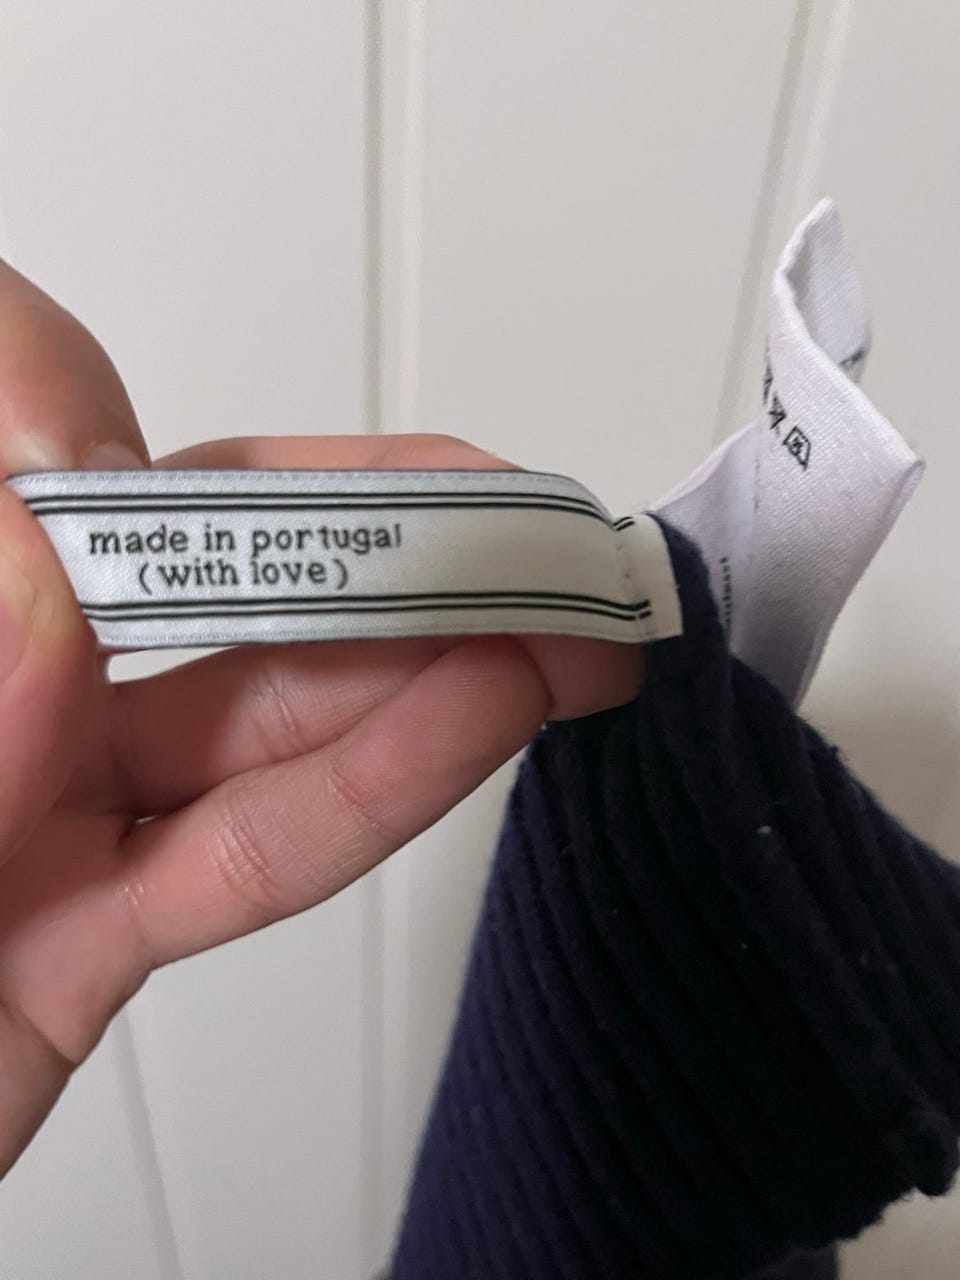 made in portugal
(with love)